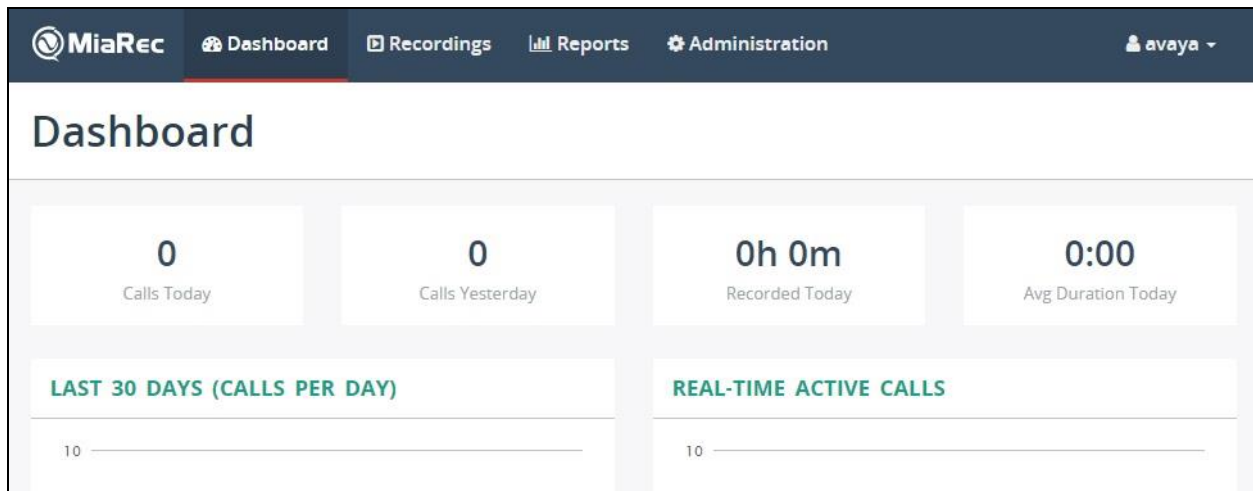 MiaRec Dashboard Recordings Reports Administration avaya
Dashboard
0 0 0h 0m 0:00
Calls Today Calls Yesterday Recorded Today Avg Duration Today
LAST 30 DAYS (CALLS PER DAY) REAL-TIME ACTIVE CALLS
10 10